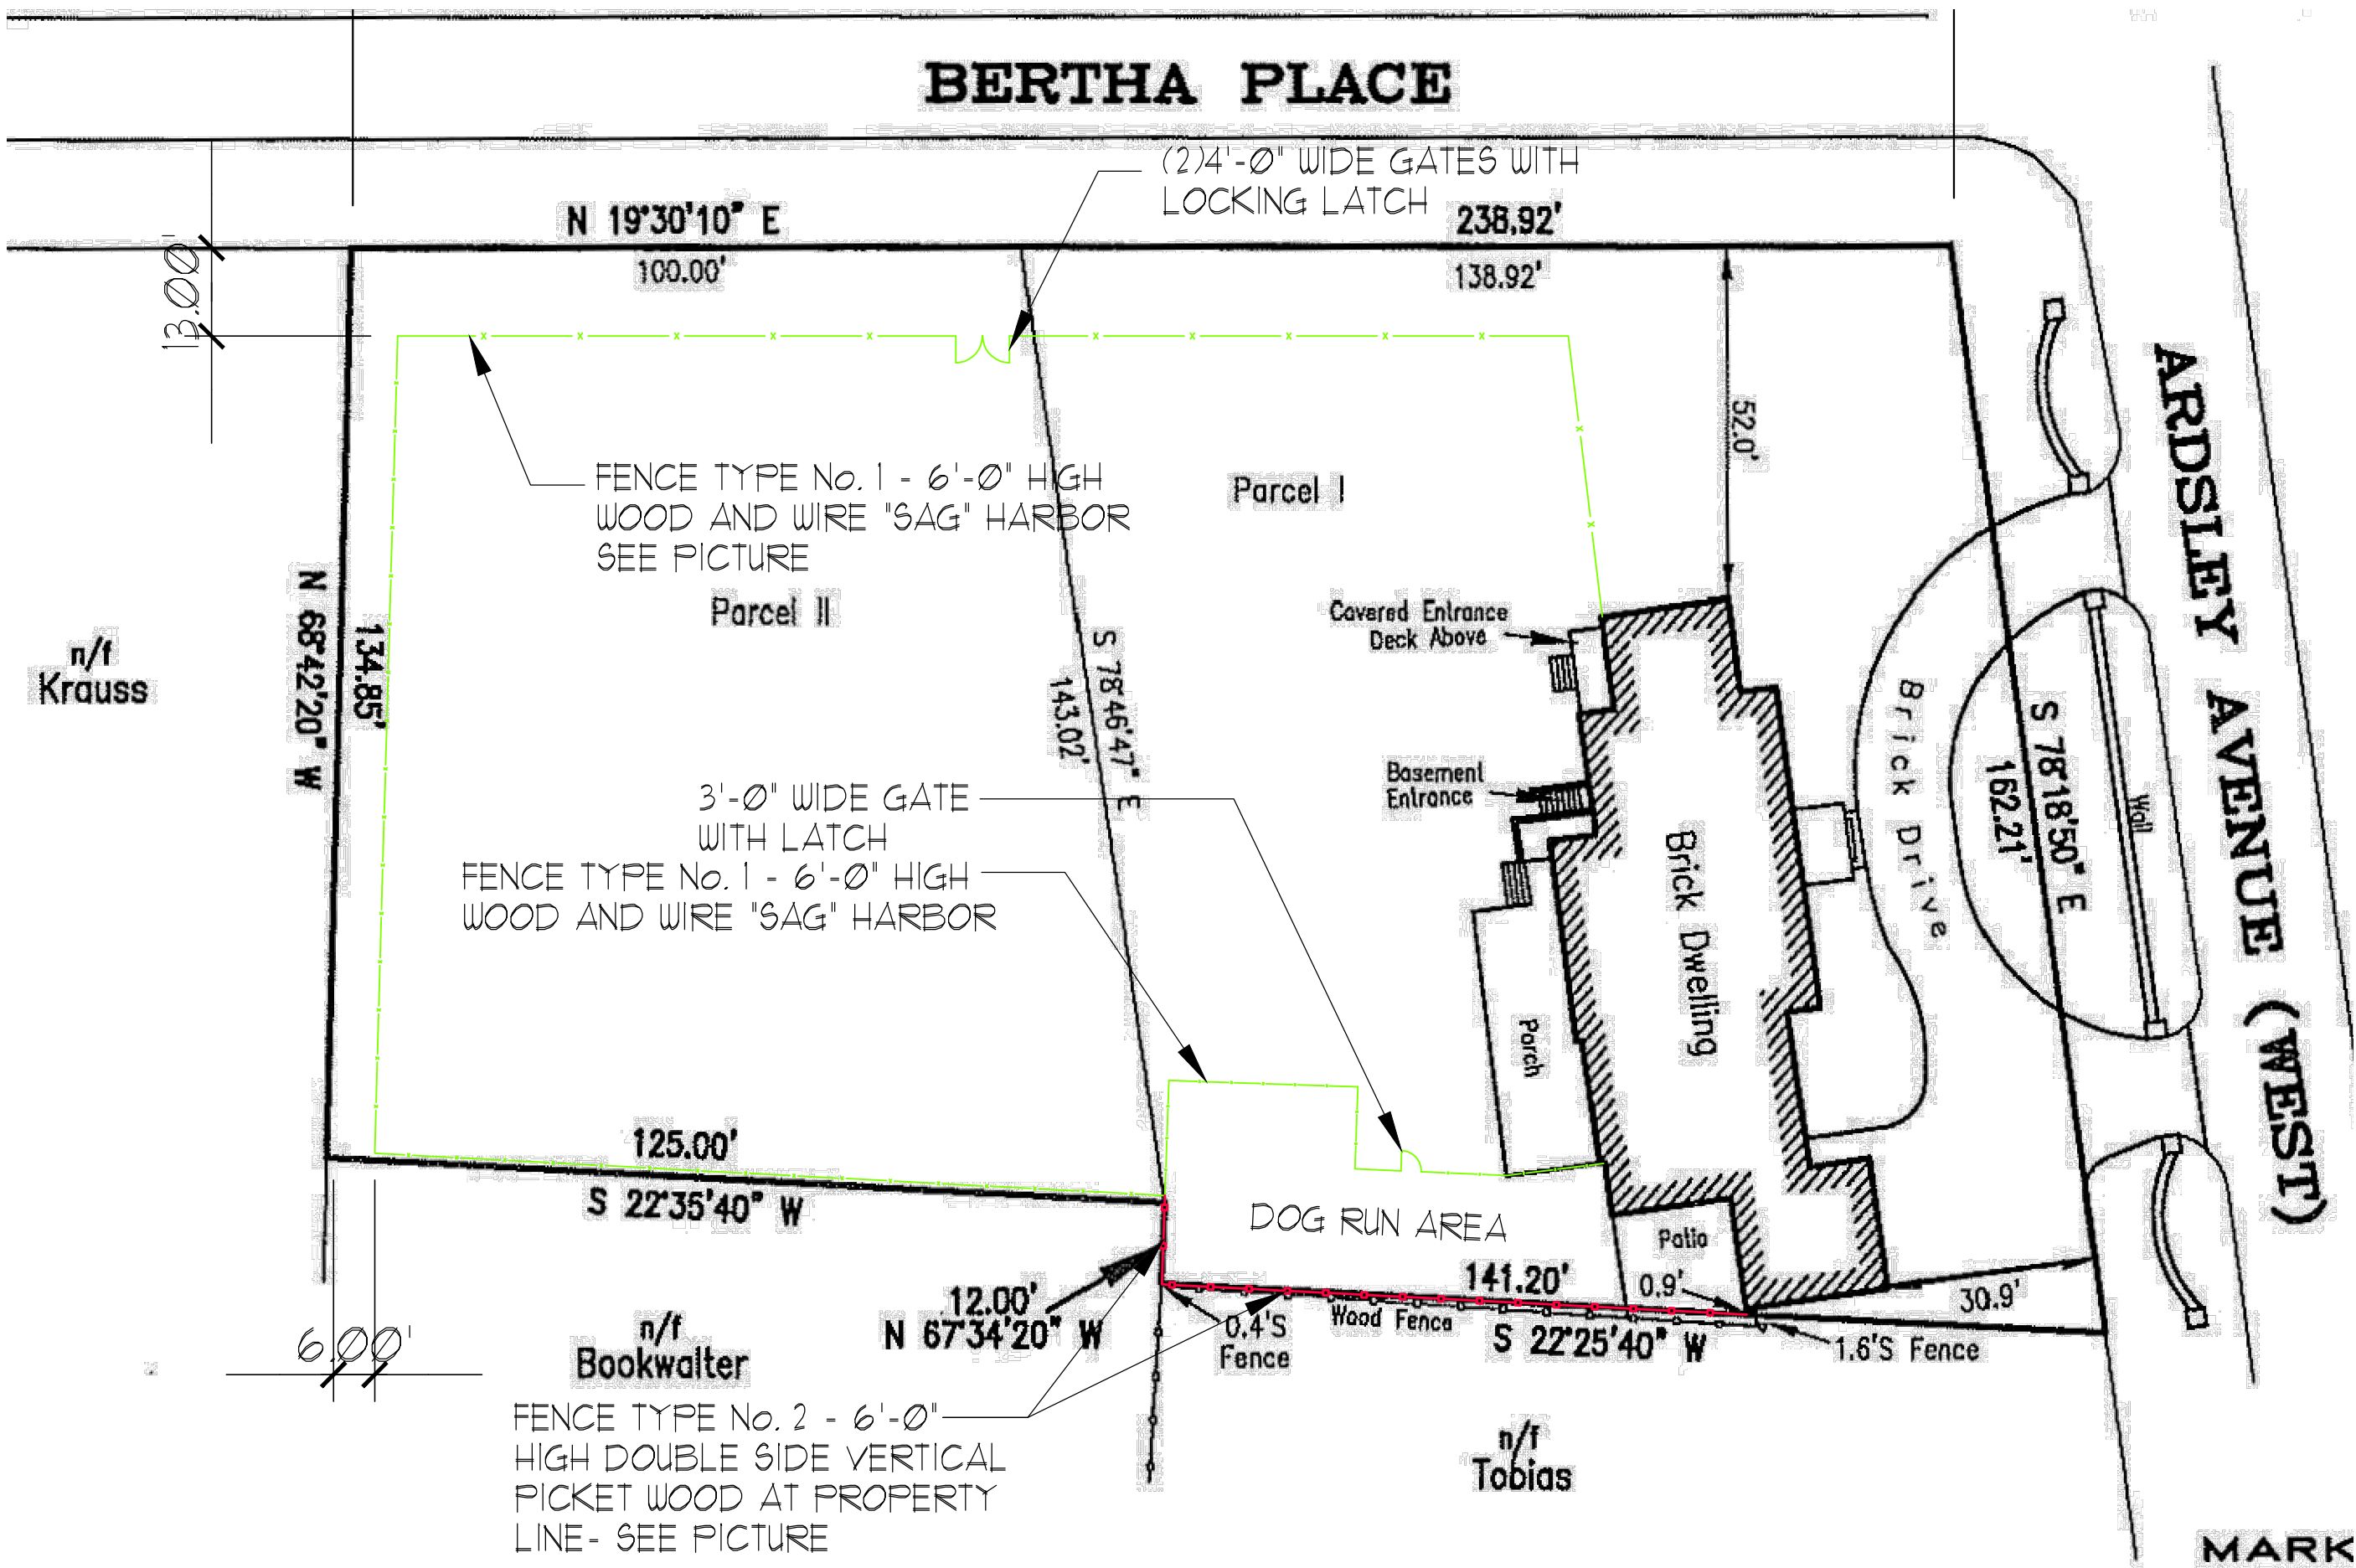 BERTHA PLACE
(2)4'-0" WIDE GATES WITH
LOCKING LATCH
N 19°30'10" E
238.92'
100.00'
138.92'
13.00'
52.0'
ARDSLEY AVENUE (WEST)
FENCE TYPE No. 1 - 6'-0" HIGH
WOOD AND WIRE "SAG" HARBOR
SEE PICTURE
Parcel I
Parcel II
n/f
Krauss
N 68°42'20" W
134.85'
S 78°46'47" E
143.02'
Covered Entrance
Deck Above
Basement
Entrance
Brick Dwelling
Brick Drive
S 78°18'50" E
162.21'
Wall
3'-0" WIDE GATE
WITH LATCH
FENCE TYPE No. 1 - 6'-0" HIGH
WOOD AND WIRE "SAG" HARBOR
Porch
125.00'
S 22°35'40" W
DOG RUN AREA
Patio
141.20'
0.9'
30.9'
12.00'
N 67°34'20" W
0.4'S
Fence
Wood Fence
S 22°25'40" W
1.6'S Fence
6.00'
n/f
Bookwalter
FENCE TYPE No. 2 - 6'-0"
HIGH DOUBLE SIDE VERTICAL
PICKET WOOD AT PROPERTY
LINE- SEE PICTURE
n/f
Tobias
MARK